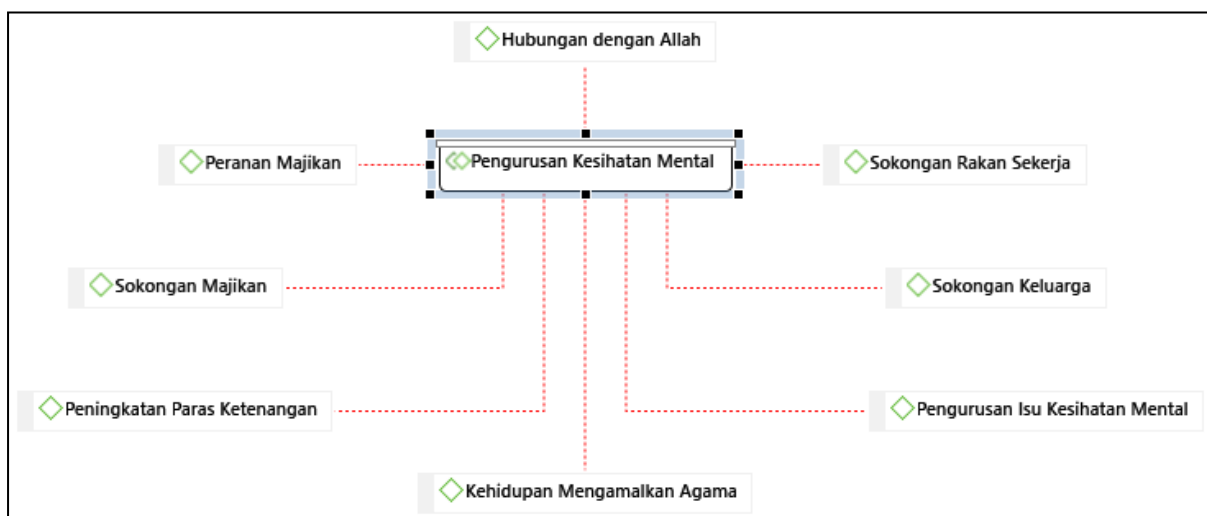 Hubungan dengan Allah
Peranan Majikan
Pengurusan Kesihatan Mental
Sokongan Rakan Sekerja
Sokongan Majikan
Sokongan Keluarga
Peningkatan Paras Ketenangan
Pengurusan Isu Kesihatan Mental
Kehidupan Mengamalkan Agama